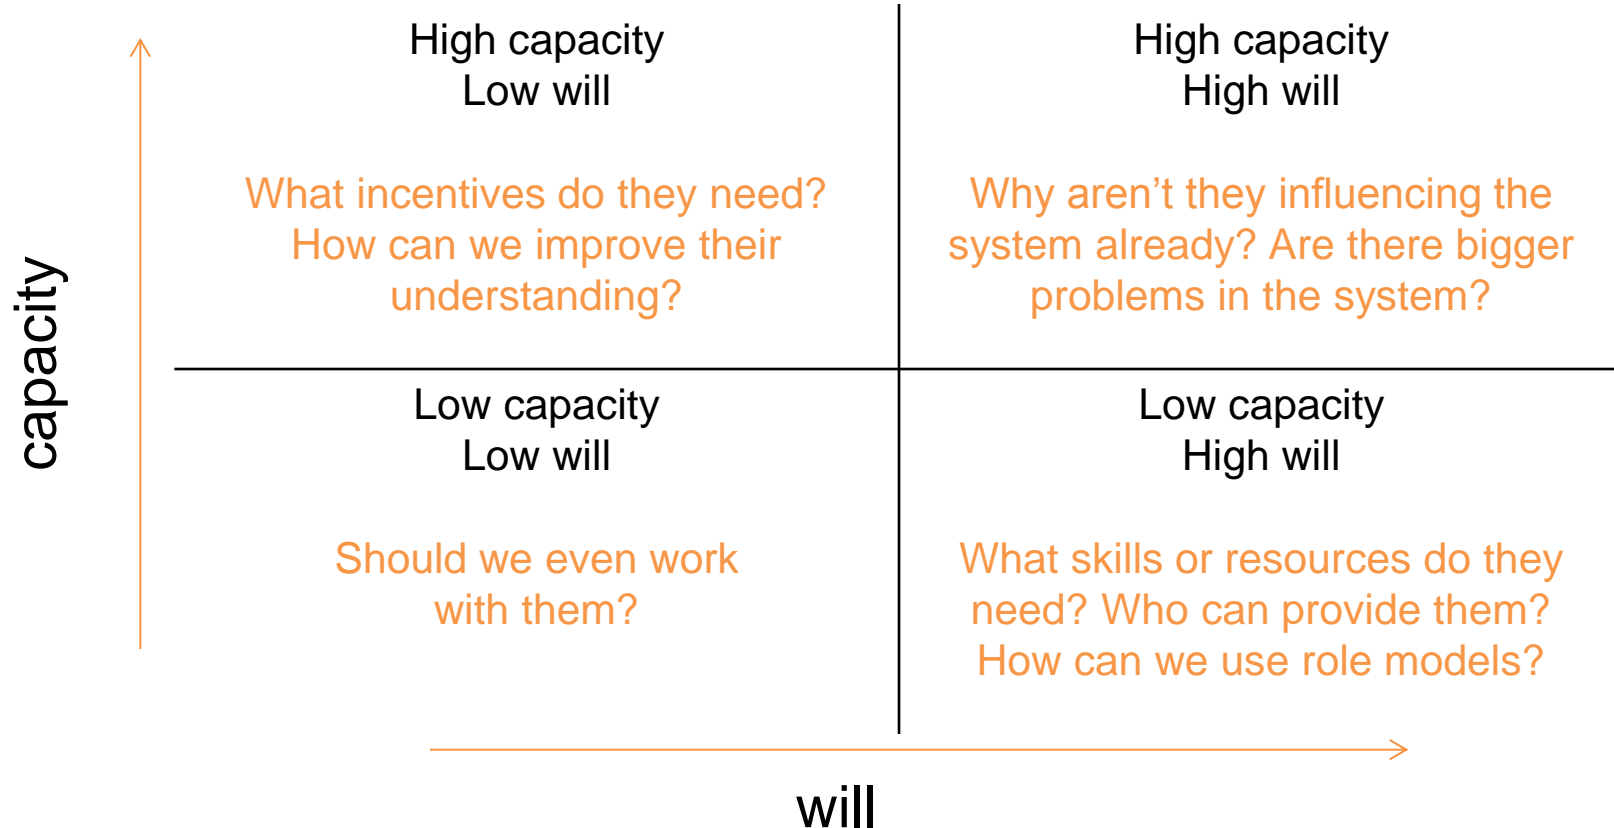 High capacity
Low will
What incentives do they need?
How can we improve their
understanding?
High capacity
High will
Why aren’t they influencing the
system already? Are there bigger
problems in the system?
capacity
Low capacity
Low will
Should we even work
with them?
Low capacity
High will
What skills or resources do they
need? Who can provide them?
How can we use role models?
will